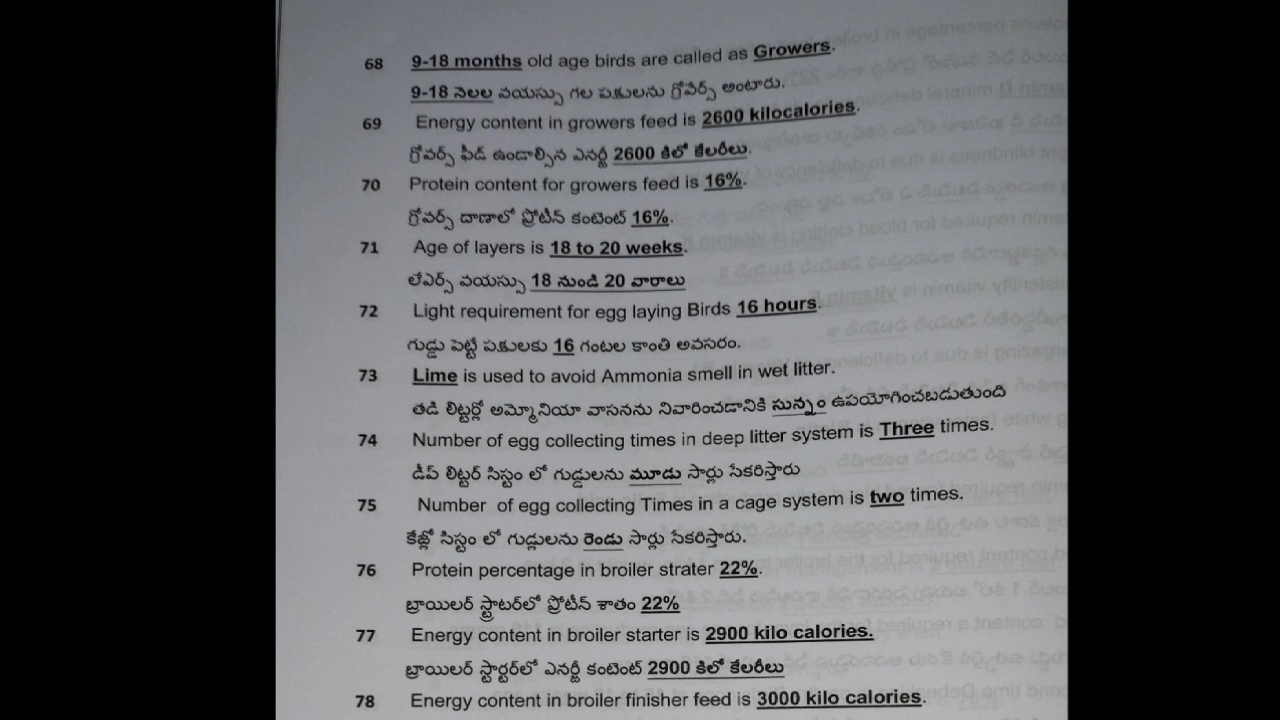 68 9-18 months old age birds are called as Growers.
9-18 నెలల వయస్సు గల పక్షులను గ్రోవర్స్ అంటారు.
69 Energy content in growers feed is 2600 kilocalories.
గ్రోవర్స్ ఫీడ్ ఉండాల్సిన ఎనర్జీ 2600 కిలో కేలరీలు.
70 Protein content for growers feed is 16%.
గ్రోవర్స్ దాణాలో ప్రోటీన్ కంటెంట్ 16%.
71 Age of layers is 18 to 20 weeks.
లేఎర్స్ వయస్సు 18 నుండి 20 వారాలు
72 Light requirement for egg laying Birds 16 hours.
గుడ్డు పెట్టే పక్షులకు 16 గంటల కాంతి అవసరం.
73 Lime is used to avoid Ammonia smell in wet litter.
తడి లిట్టర్లో అమ్మోనియా వాసనను నివారించడానికి సున్నం ఉపయోగించబడుతుంది
74 Number of egg collecting times in deep litter system is Three times.
డీప్ లిట్టర్ సిస్టం లో గుడ్డులను మూడు సార్లు సేకరిస్తారు
75 Number of egg collecting Times in a cage system is two times.
కేజ్లో సిస్టం లో గుడ్లులను రెండు సార్లు సేకరిస్తారు.
76 Protein percentage in broiler strater 22%.
బ్రాయిలర్ స్ట్రాటర్‌లో ప్రోటీన్ శాతం 22%
77 Energy content in broiler starter is 2900 kilo calories.
బ్రాయిలర్ స్టార్టర్‌లో ఎనర్జీ కంటెంట్ 2900 కిలో కేలరీలు
78 Energy content in broiler finisher feed is 3000 kilo calories.